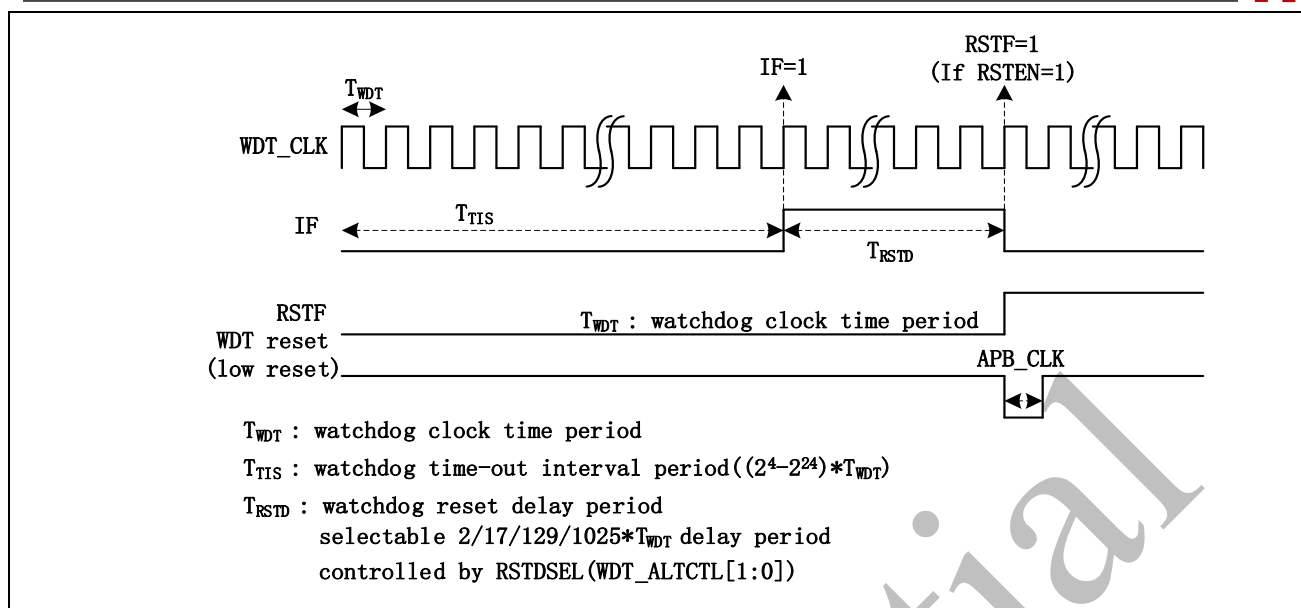 RSTF=1
IF=1
(If RSTEN=1)
TWDT
WDT_CLK
IF
TTIS
TRSTD
RSTF
TWDT : watchdog clock time period
WDT reset
(low reset)
APB_CLK
TWDT : watchdog clock time period
TTIS : watchdog time-out interval period((2⁴-2²⁴)*TWDT)
TRSTD : watchdog reset delay period
selectable 2/17/129/1025*TWDT delay period
controlled by RSTDSEL(WDT_ALTCTL[1:0])
tial